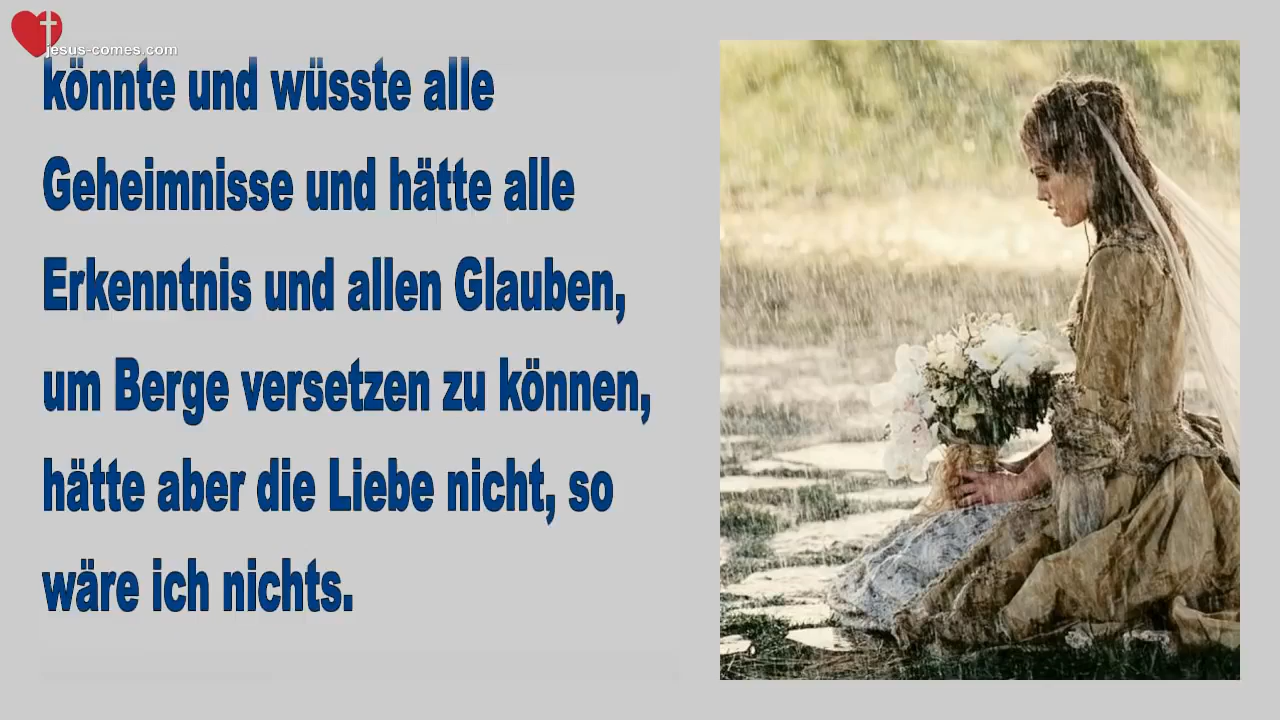 jesus-comes.com
könnte und wüsste alle
Geheimnisse und hätte alle
Erkenntnis und allen Glauben,
um Berge versetzen zu können,
hätte aber die Liebe nicht, so
wäre ich nichts.